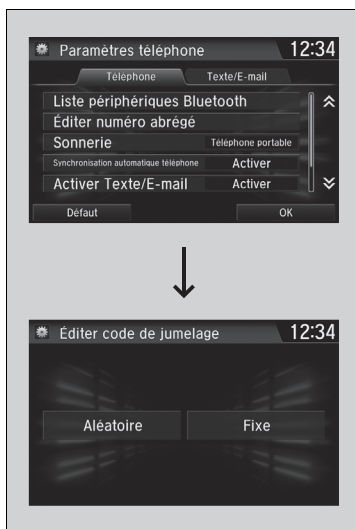 Paramètres téléphone 12:34
Téléphone Texte/E-mail
Liste périphériques Bluetooth
Éditer numéro abrégé
Sonnerie Téléphone portable
Synchronisation automatique téléphone Activer
Activer Texte/E-mail Activer
Défaut OK
Éditer code de jumelage 12:34
Aléatoire Fixe